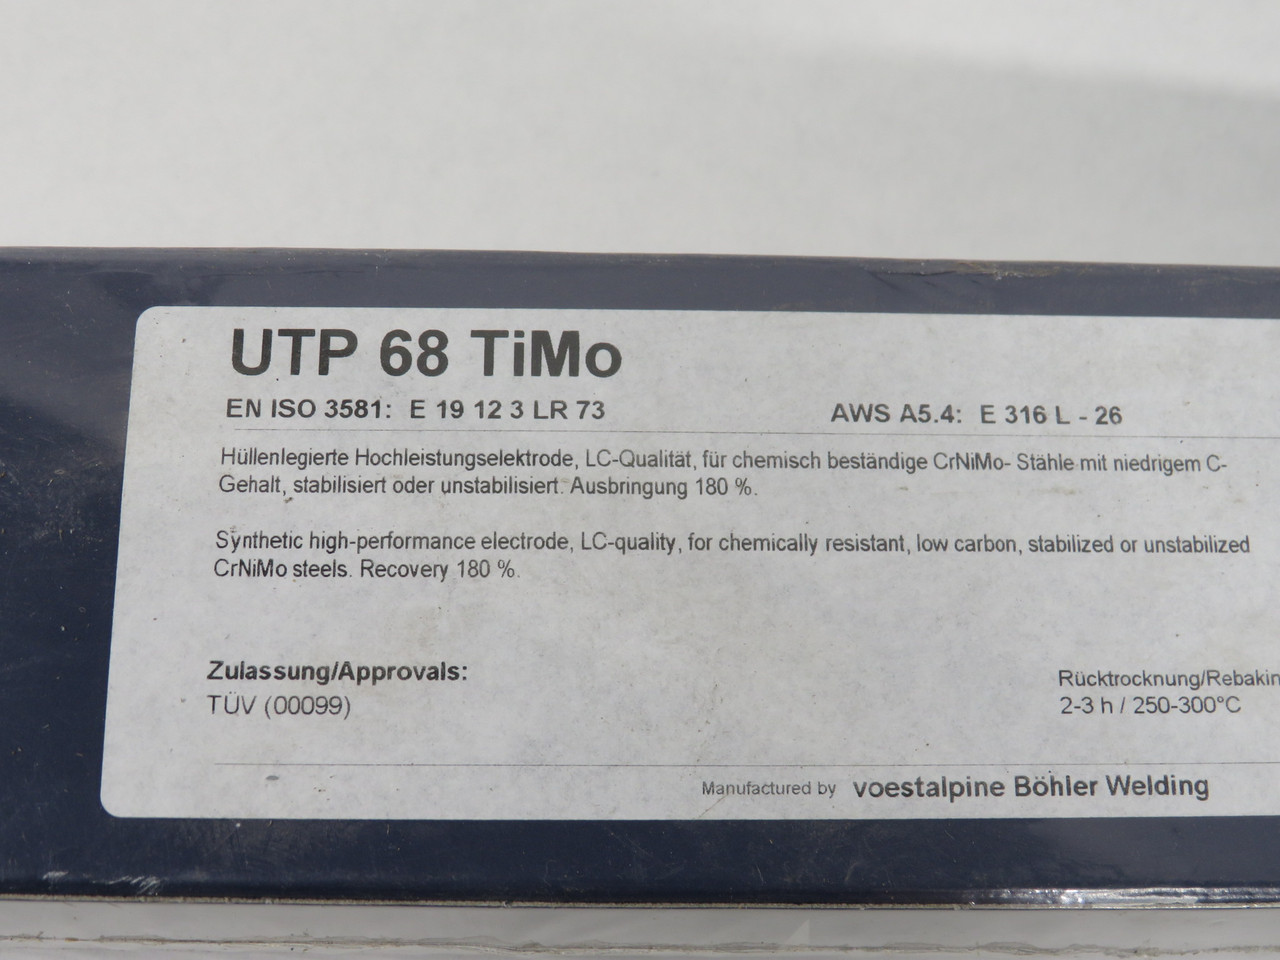 UTP 68 TiMo
EN ISO 3581: E 19 12 3 LR 73
AWS A5.4: E 316 L - 26
Hüllenlegierte Hochleistungselektrode, LC-Qualität, für chemisch beständige CrNiMo- Stähle mit niedrigem C-
Gehalt, stabilisiert oder unstabilisiert. Ausbringung 180 %.
Synthetic high-performance electrode, LC-quality, for chemically resistant, low carbon, stabilized or unstabilized
CrNiMo steels. Recovery 180 %.
Zulassung/Approvals:
TÜV (00099)
Rücktrocknung/Rebakin
2-3 h / 250-300°C
Manufactured by voestalpine Böhler Welding